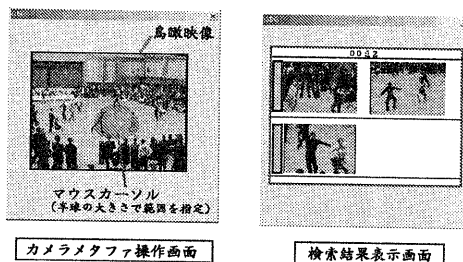 鳥瞰映像
マウスカーソル
(半球の大きさで範囲を指定)
カメラメタファ操作画面
0042
検索結果表示画面